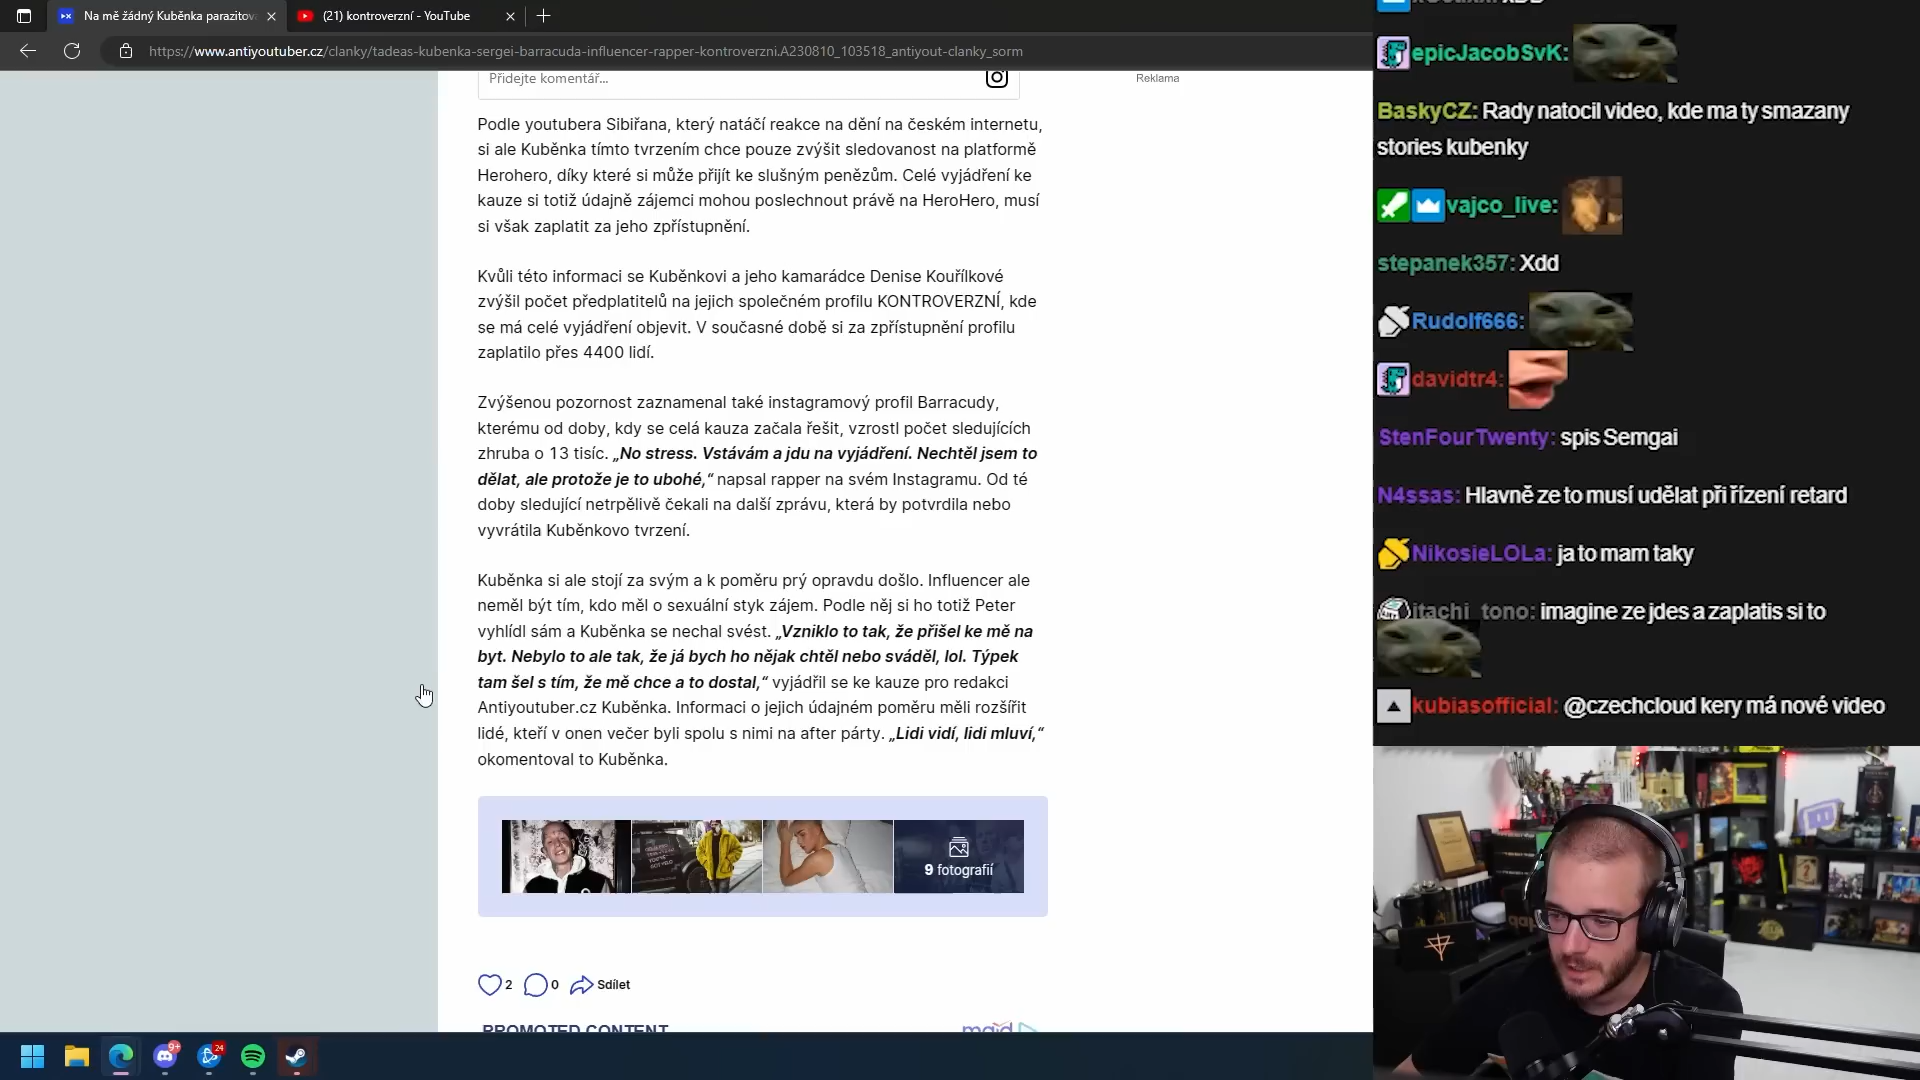 Na mě žádný Kuběnka parazitova
(21) kontroverzní - YouTube
https://www.antiyoutuber.cz/clanky/tadeas-kubenka-sergei-barracuda-influencer-rapper-kontroverzni.A230810_103518_antiyout-clanky_sorm
Přidejte komentář...
Reklama
Podle youtubera Sibiřana, který natáčí reakce na dění na českém internetu,
si ale Kuběnka tímto tvrzením chce pouze zvýšit sledovanost na platformě
Herohero, díky které si může přijít ke slušným penězům. Celé vyjádření ke
kauze si totiž údajně zájemci mohou poslechnout právě na HeroHero, musí
si však zaplatit za jeho zpřístupnění.
Kvůli této informaci se Kuběnkovi a jeho kamarádce Denise Kouřílkové
zvýšil počet předplatitelů na jejich společném profilu KONTROVERZNÍ, kde
se má celé vyjádření objevit. V současné době si za zpřístupnění profilu
zaplatilo přes 4400 lidí.
Zvýšenou pozornost zaznamenal také instagramový profil Barracudy,
kterému od doby, kdy se celá kauza začala řešit, vzrostl počet sledujících
zhruba o 13 tisíc. „No stress. Vstávám a jdu na vyjádření. Nechtěl jsem to
dělat, ale protože je to ubohé,“ napsal rapper na svém Instagramu. Od té
doby sledující netrpělivě čekali na další zprávu, která by potvrdila nebo
vyvrátila Kuběnkovo tvrzení.
Kuběnka si ale stojí za svým a k poměru prý opravdu došlo. Influencer ale
neměl být tím, kdo měl o sexuální styk zájem. Podle něj si ho totiž Peter
vyhlídl sám a Kuběnka se nechal svést. „Vzniklo to tak, že přišel ke mě na
byt. Nebylo to ale tak, že já bych ho nějak chtěl nebo sváděl, lol. Týpek
tam šel s tím, že mě chce a to dostal,“ vyjádřil se ke kauze pro redakci
Antiyoutuber.cz Kuběnka. Informaci o jejich údajném poměru měli rozšířit
lidé, kteří v onen večer byli spolu s nimi na after párty. „Lidi vidí, lidi mluví,“
okomentoval to Kuběnka.
9 fotografií
2
0
Sdílet
PROMOTED CONTENT
9+
24
epicJacobSvK:
BaskyCZ: Rady natocil video, kde ma ty smazany
stories kubenky
vajco_live:
stepanek357: Xdd
Rudolf666:
davidtr4:
StenFourTwenty: spis Semgai
N4ssas: Hlavně ze to musí udělat při řízení retard
NikosieLOLa: ja to mam taky
itachi_tono: imagine ze jdes a zaplatis si to
kubiasofficial: @czechcloud kery má nové video